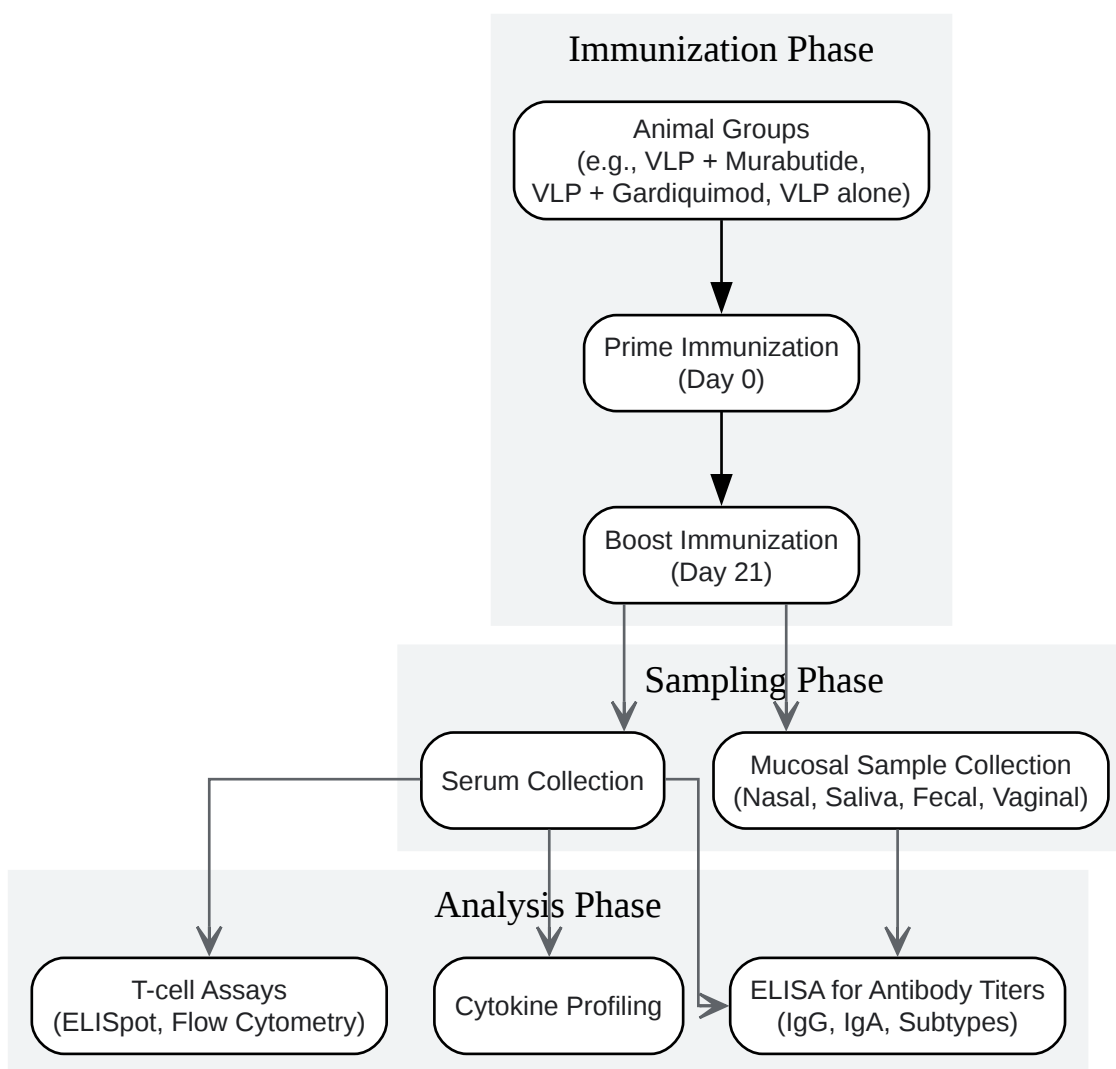 Immunization Phase
Animal Groups
(e.g., VLP + Murabutide,
VLP + Gardiquimod, VLP alone)
Prime Immunization
(Day 0)
Boost Immunization
(Day 21)
Sampling Phase
Serum Collection
Mucosal Sample Collection
(Nasal, Saliva, Fecal, Vaginal)
Analysis Phase
T-cell Assays
(ELISpot, Flow Cytometry)
Cytokine Profiling
ELISA for Antibody Titers
(IgG, IgA, Subtypes)